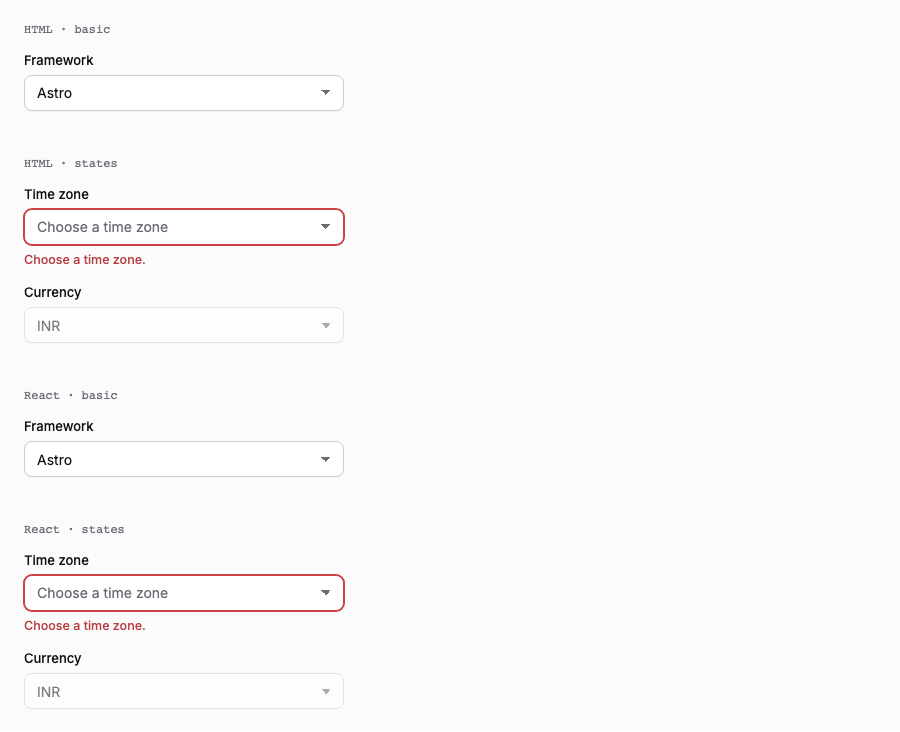 HTML · basic
Framework
Astro
HTML · states
Time zone
Choose a time zone
Choose a time zone.
Currency
INR
React · basic
Framework
Astro
React · states
Time zone
Choose a time zone
Choose a time zone.
Currency
INR